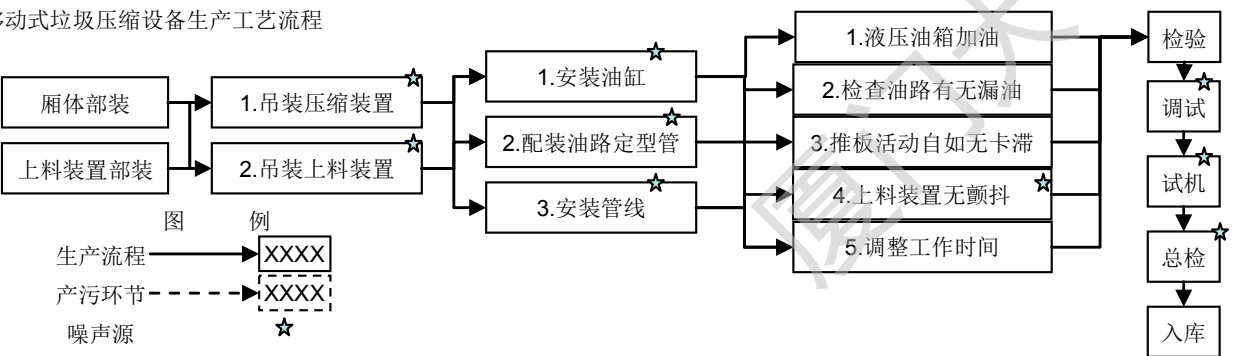 移动式垃圾压缩设备生产工艺流程
厢体部装
上料装置部装
1.吊装压缩装置
2.吊装上料装置
1.安装油缸
2.配装油路定型管
3.安装管线
1.液压油箱加油
2.检查油路有无漏油
3.推板活动自如无卡滞
4.上料装置无颤抖
5.调整工作时间
检验
调试
试机
总检
入库
图 例
生产流程 XXXX
产污环节 XXXX
噪声源
厦门大